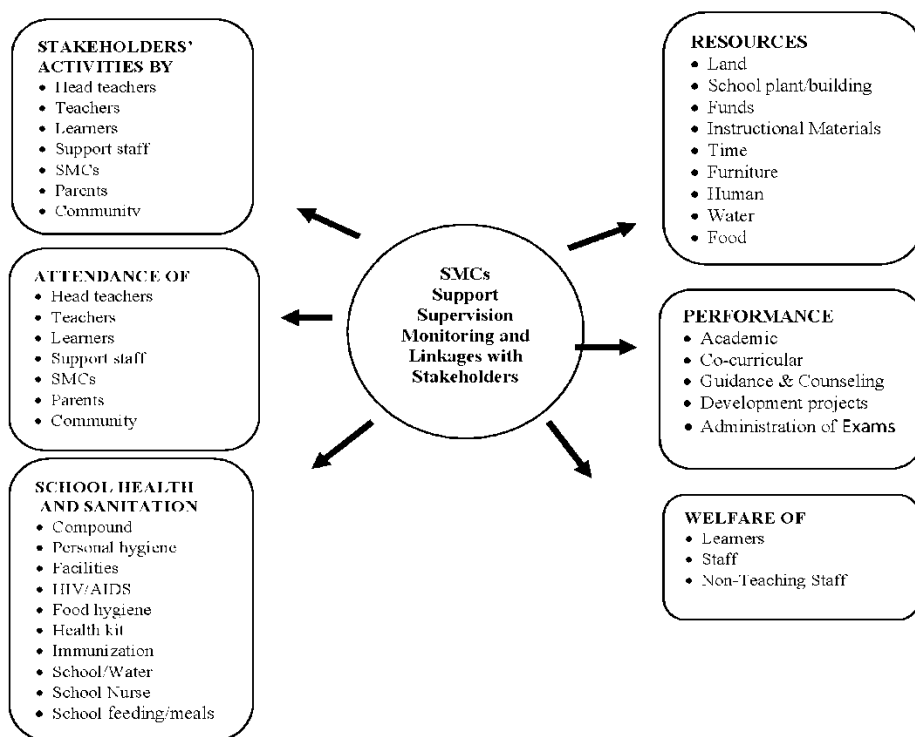 STAKEHOLDERS'
ACTIVITIES BY
• Head teachers
• Teachers
• Learners
• Support staff
• SMCs
• Parents
• Community
ATTENDANCE OF
• Head teachers
• Teachers
• Learners
• Support staff
• SMCs
• Parents
• Community
SCHOOL HEALTH
AND SANITATION
• Compound
• Personal hygiene
• Facilities
• HIV/AIDS
• Food hygiene
• Health kit
• Immunization
• School/Water
• School Nurse
• School feeding/meals
SMCs
Support
Supervision
Monitoring and
Linkages with
Stakeholders
RESOURCES
• Land
• School plant/building
• Funds
• Instructional Materials
• Time
• Furniture
• Human
• Water
• Food
PERFORMANCE
• Academic
• Co-curricular
• Guidance & Counseling
• Development projects
• Administration of Exams
WELFARE OF
• Learners
• Staff
• Non-Teaching Staff